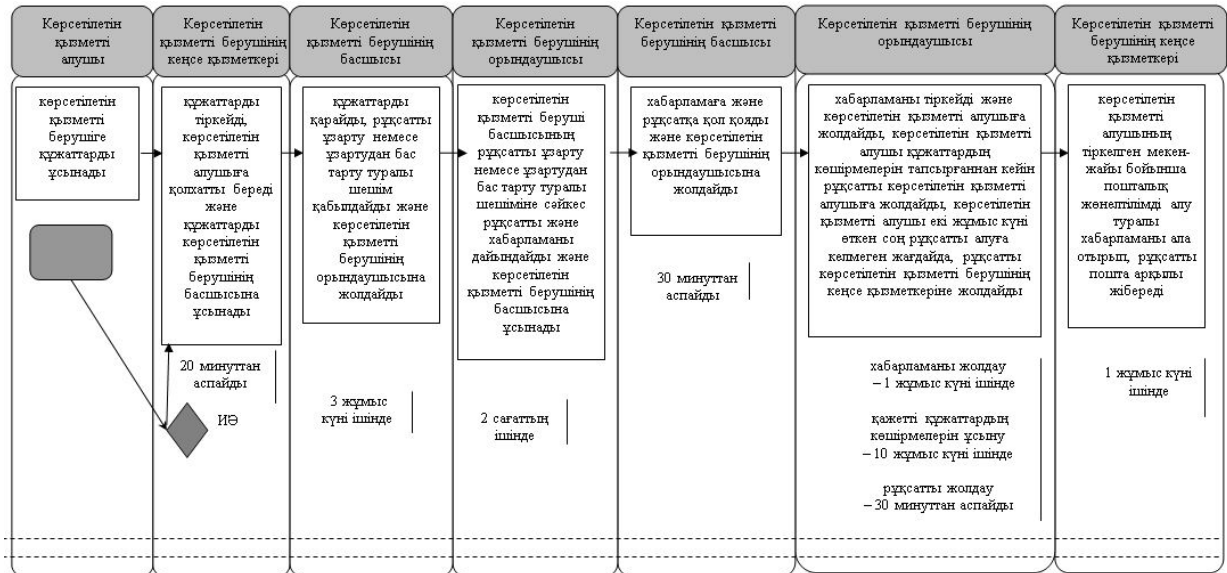 Көрсетілетін
қызметті
алушы
Көрсетілетін
қызметті берушінің
кеңсе қызметкері
Көрсетілетін
қызметті берушінің
басшысы
Көрсетілетін
қызметті берушінің
орындаушысы
Көрсетілетін қызметті
берушінің басшысы
Көрсетілетін қызметті берушінің
орындаушысы
Көрсетілетін қызметті
берушінің кеңсе
қызметкері
көрсетілетін
қызметті
берушіге
құжаттарды
ұсынады
құжаттарды
тіркейді,
көрсетілетін
қызметті
алушыға
қолхатты береді
және
құжаттарды
көрсетілетін
қызметті
берушінің
басшысына
ұсынады
құжаттарды
қарайды, рұқсатты
ұзарту немесе
ұзартудан бас
тарту туралы
шешім
қабылдайды және
көрсетілетін
қызметті
берушінің
орындаушысына
жолдайды
көрсетілетін
қызметті беруші
басшысының
рұқсатты ұзарту
немесе ұзартудан
бас тарту туралы
шешіміне сәйкес
рұқсатты және
хабарламаны
дайындайды және
көрсетілетін
қызметті берушінің
басшысына
ұсынады
хабарламаға және
рұқсатқа қол қояды
және көрсетілетін
қызметті берушінің
орындаушысына
жолдайды
хабарламаны тіркейді және
көрсетілетін қызметті алушыға
жолдайды, көрсетілетін қызметті
алушы құжаттардың
көшірмелерін тапсырғаннан кейін
рұқсатты көрсетілетін қызметті
алушыға жолдайды, көрсетілетін
қызметті алушы екі жұмыс күні
өткен соң рұқсатты алуға
келмеген жағдайда, рұқсатты
көрсетілетін қызметті берушінің
кеңсе қызметкеріне жолдайды
көрсетілетін
қызметті
алушының
тіркелген мекен-
жайы бойынша
пошталық
жөнелтілімді алу
туралы
хабарламаны ала
отырып, рұқсатты
пошта арқылы
жібереді
20 минуттан
аспайды
ИӘ
3 жұмыс
күні ішінде
2 сағаттың
ішінде
30 минуттан
аспайды
хабарламаны жолдау
– 1 жұмыс күні ішінде
қажетті құжаттардың
көшірмелерін ұсыну
– 10 жұмыс күні ішінде
рұқсатты жолдау
– 30 минуттан аспайды
1 жұмыс күні
ішінде